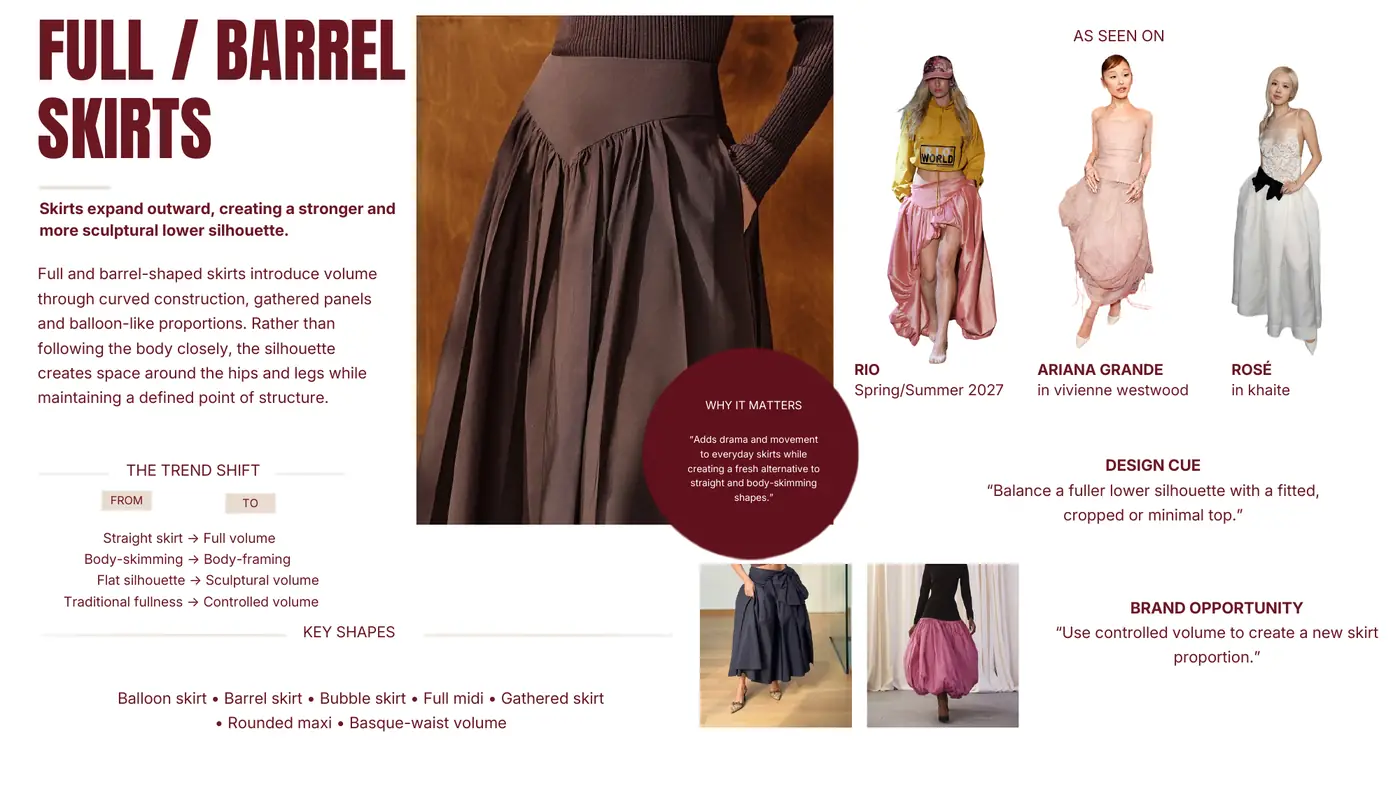 FULL / BARREL
SKIRTS
Skirts expand outward, creating a stronger and
more sculptural lower silhouette.
Full and barrel-shaped skirts introduce volume
through curved construction, gathered panels
and balloon-like proportions. Rather than
following the body closely, the silhouette
creates space around the hips and legs while
maintaining a defined point of structure.
THE TREND SHIFT
FROM
TO
Straight skirt → Full volume
Body-skimming → Body-framing
Flat silhouette → Sculptural volume
Traditional fullness → Controlled volume
KEY SHAPES
Balloon skirt • Barrel skirt • Bubble skirt • Full midi • Gathered skirt
• Rounded maxi • Basque-waist volume
WHY IT MATTERS
“Adds drama and movement
to everyday skirts while
creating a fresh alternative to
straight and body-skimming
shapes.”
AS SEEN ON
WORLD
RIO
Spring/Summer 2027
ARIANA GRANDE
in vivienne westwood
ROSÉ
in khaite
DESIGN CUE
“Balance a fuller lower silhouette with a fitted,
cropped or minimal top.”
BRAND OPPORTUNITY
“Use controlled volume to create a new skirt
proportion.”